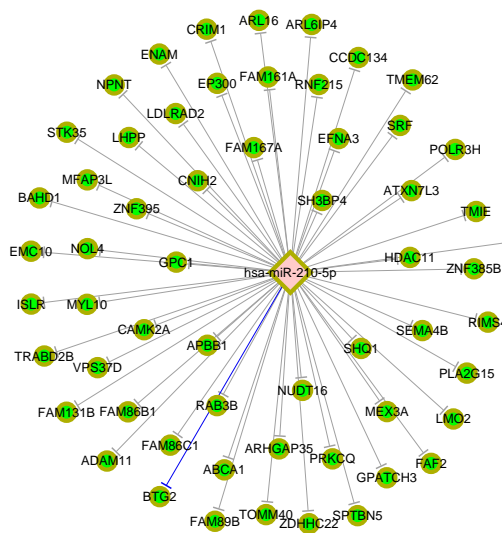 ARL16
ARL6IP4
CRIM1
CCDC134
ENAM
FAM161A
TMEM62
EP300
RNF215
NPNT
LDLRAD2
SRF
STK35
LHPP
FAM167A
EFNA3
POLR3H
MFAP3L
CNIH2
ATXN7L3
BAHD1
ZNF395
SH3BP4
TMIE
EMC10
NOL4
GPC1
HDAC11
hsa-miR-210-5p
ZNF385B
ISLR
MYL10
RIMS4
CAMK2A
SEMA4B
TRABD2B
APBB1
SHQ1
VPS37D
PLA2G15
NUDT16
FAM131B
FAM86B1
RAB3B
MEX3A
LMO2
FAM86C1
ARHGAP35
ADAM11
ABCA1
PRKCQ
FAF2
GPATCH3
BTG2
FAM89B
TOMM40
ZDHHC22
SPTBN5